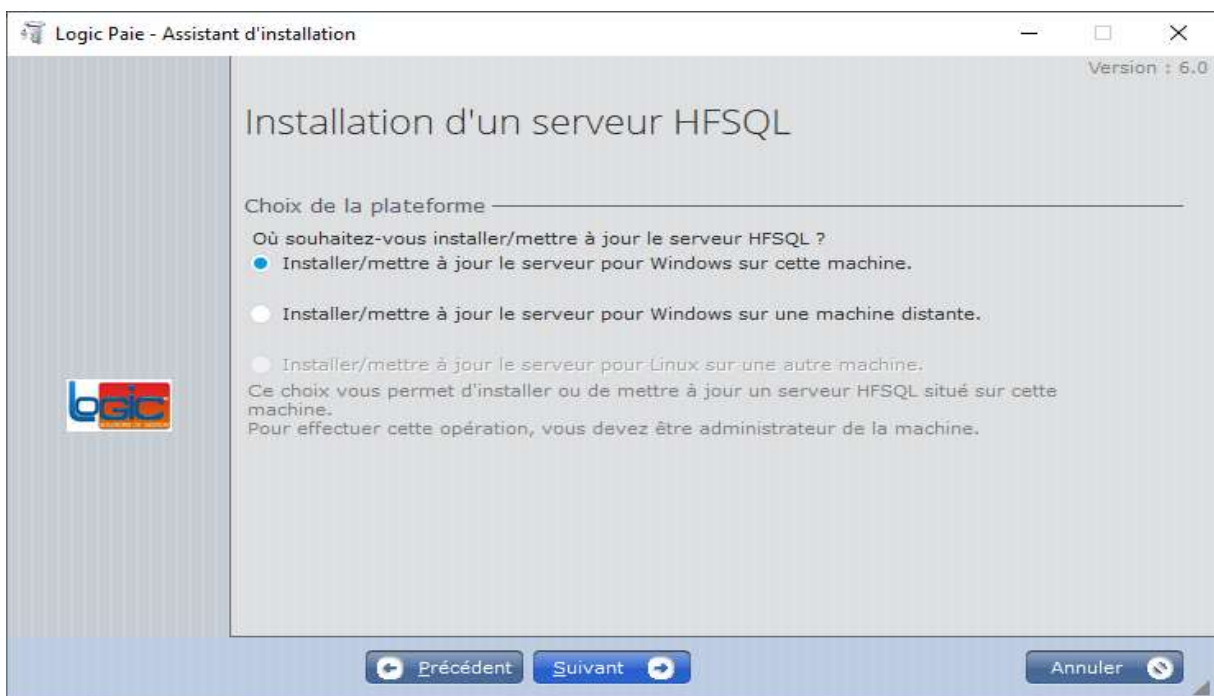 Logic Paie - Assistant d'installation
Version : 6.0
Installation d'un serveur HFSQL
Choix de la plateforme
Où souhaitez-vous installer/mettre à jour le serveur HFSQL ?
Installer/mettre à jour le serveur pour Windows sur cette machine.
Installer/mettre à jour le serveur pour Windows sur une machine distante.
Installer/mettre à jour le serveur pour Linux sur une autre machine.
Ce choix vous permet d'installer ou de mettre à jour un serveur HFSQL situé sur cette
machine.
Pour effectuer cette opération, vous devez être administrateur de la machine.
logic
Précédent
Suivant
Annuler